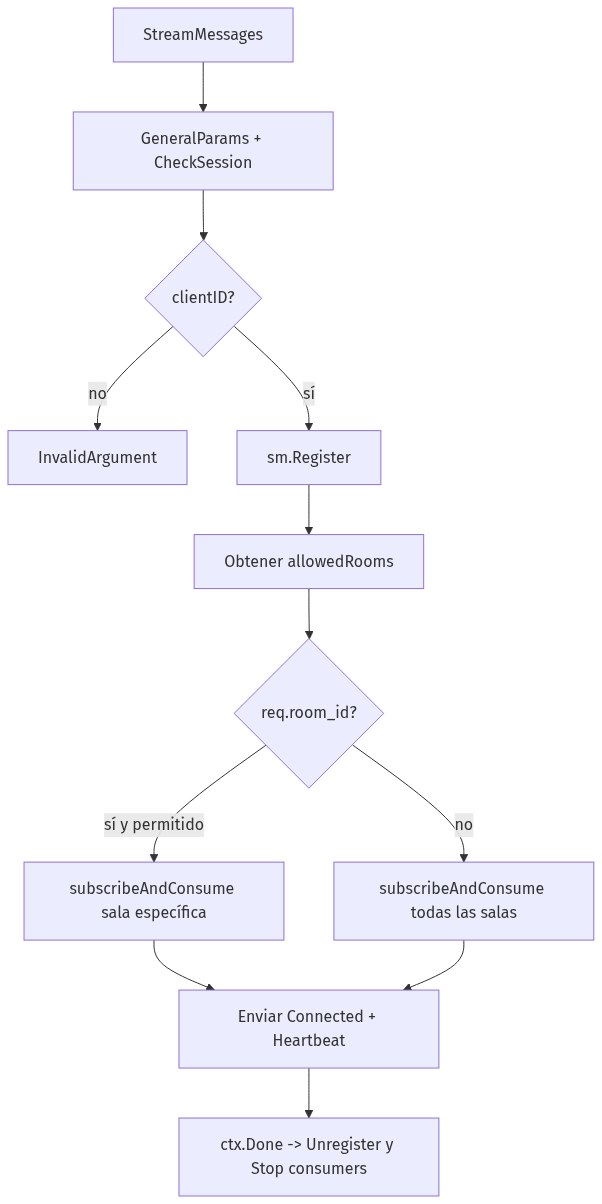 StreamMessages
GeneralParams +
CheckSession
clientID?
no
sí
InvalidArgument
sm.Register
Obtener allowedRooms
req.room_id?
sí y permitido
no
subscribeAndConsume
sala específica
subscribeAndConsume
todas las salas
Enviar Connected +
Heartbeat
ctx.Done -> Unregister y
Stop consumers